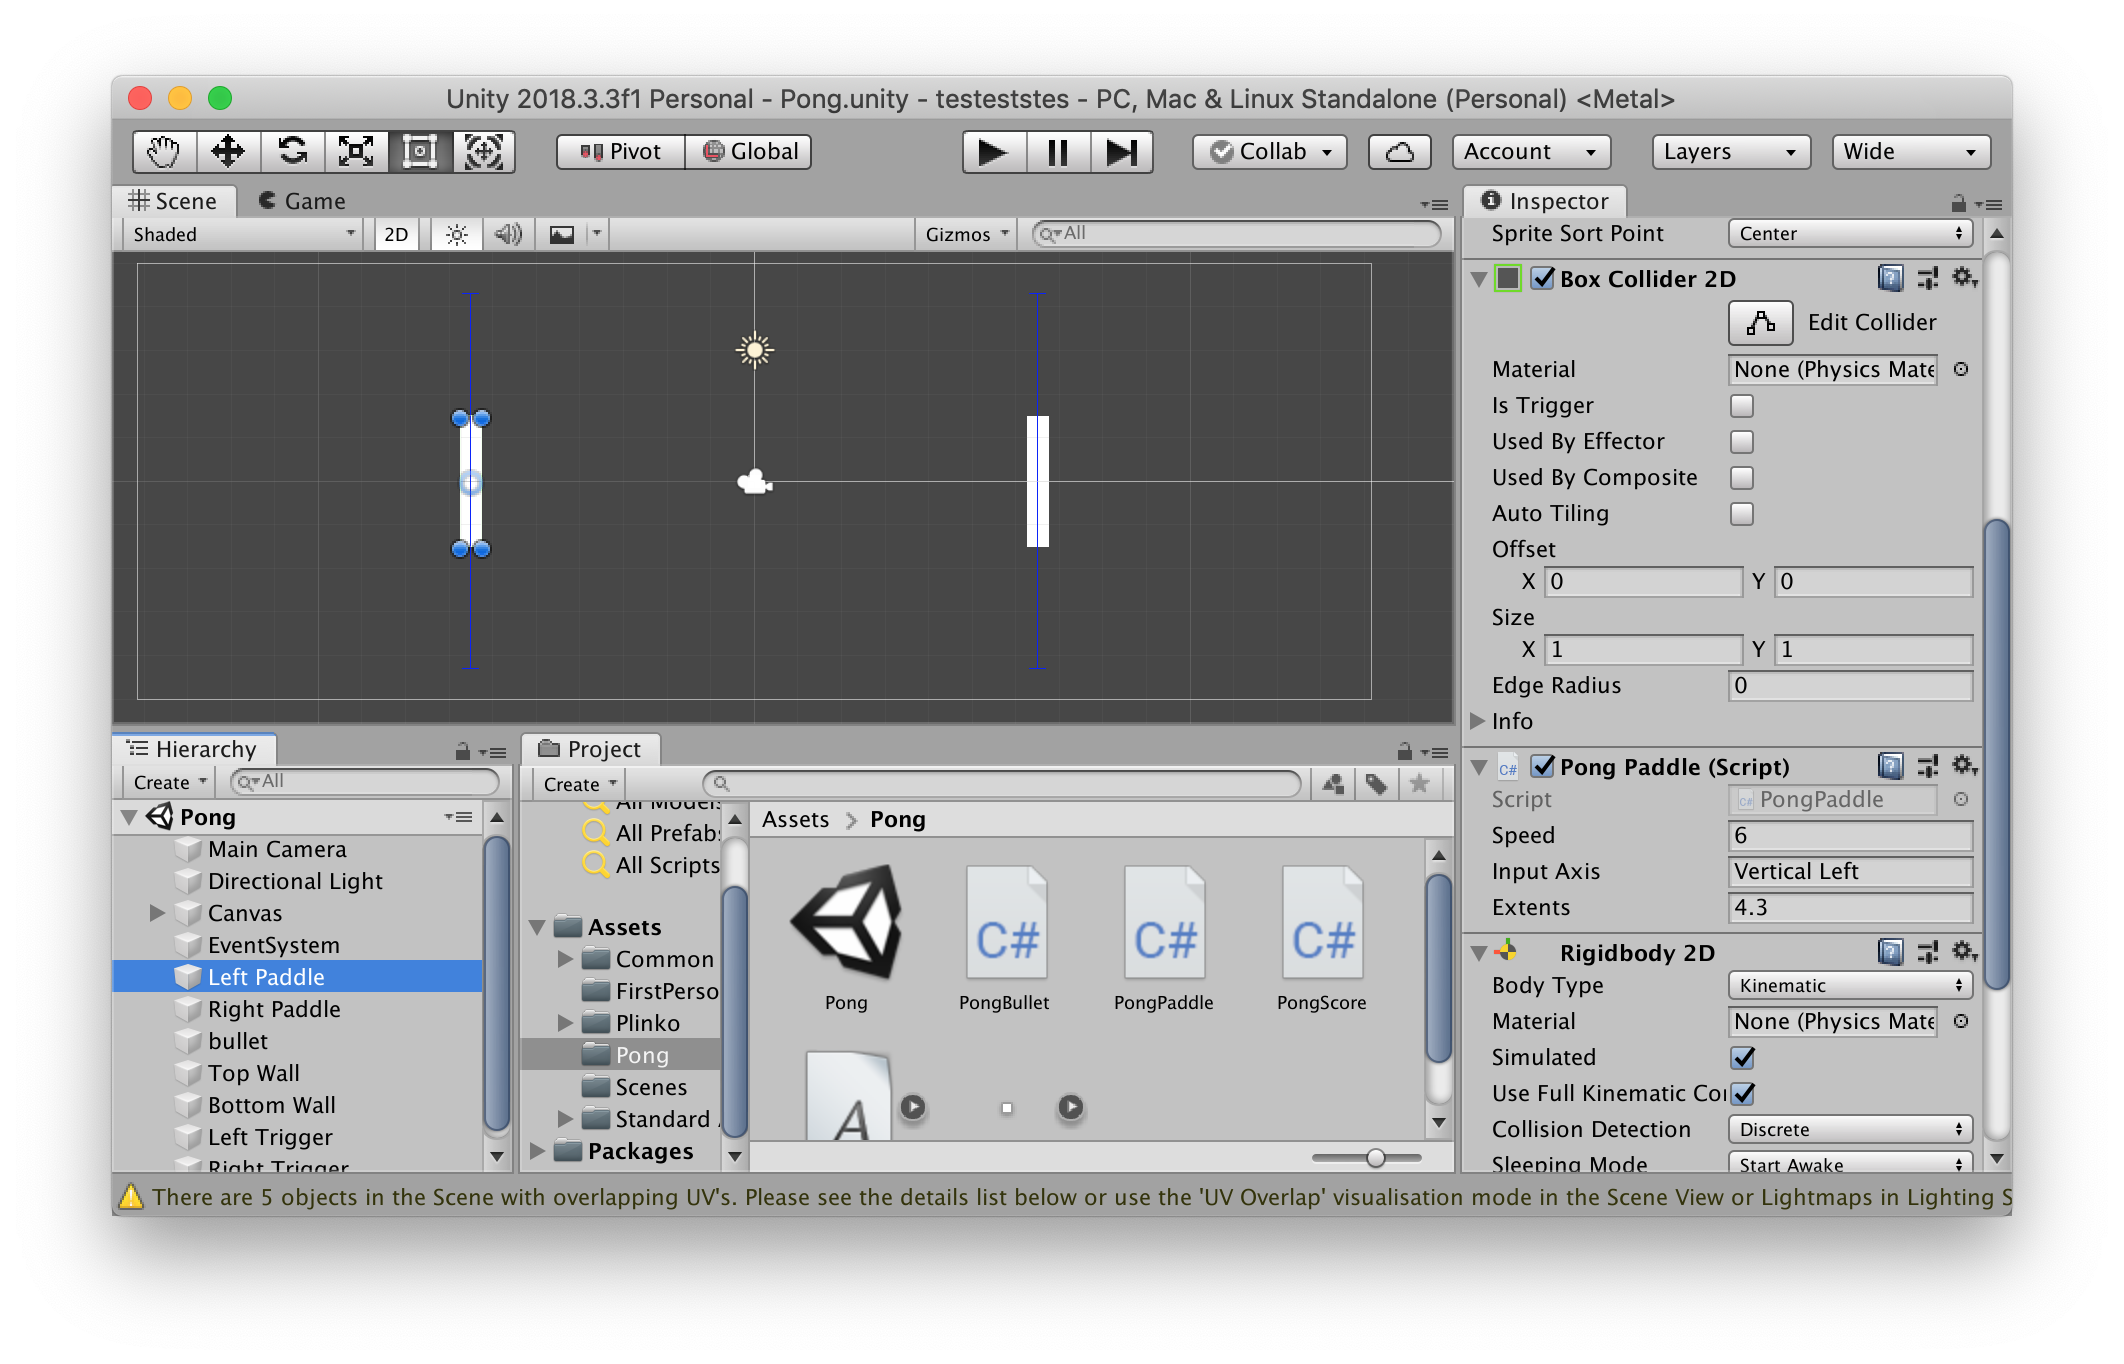 Unity 2018.3.3f1 Personal - Pong.unity - testeststes - PC, Mac & Linux Standalone (Personal) <Metal>
Pivot Global Collab Account Layers Wide
Scene Game
Shaded 2D Gizmos All
Inspector
Sprite Sort Point Center
Box Collider 2D
Edit Collider
Material None (Physics Mate
Is Trigger
Used By Effector
Used By Composite
Auto Tiling
Offset
X 0 Y 0
Size
X 1 Y 1
Edge Radius 0
Info
Pong Paddle (Script)
Script PongPaddle
Speed 6
Input Axis Vertical Left
Extents 4.3
Rigidbody 2D
Body Type Kinematic
Material None (Physics Mate
Simulated
Use Full Kinematic Co
Collision Detection Discrete
Sleeping Mode Start Awake
Hierarchy
Create All
Pong
Main Camera
Directional Light
Canvas
EventSystem
Left Paddle
Right Paddle
bullet
Top Wall
Bottom Wall
Left Trigger
Right Trigger
Project
Create
All Models
All Prefabs
All Scripts
Assets
Common
FirstPerso
Plinko
Pong
Scenes
Standard
Packages
Assets > Pong
C# C# C#
Pong PongBullet PongPaddle PongScore
A
There are 5 objects in the Scene with overlapping UV's. Please see the details list below or use the 'UV Overlap' visualisation mode in the Scene View or Lightmaps in Lighting S